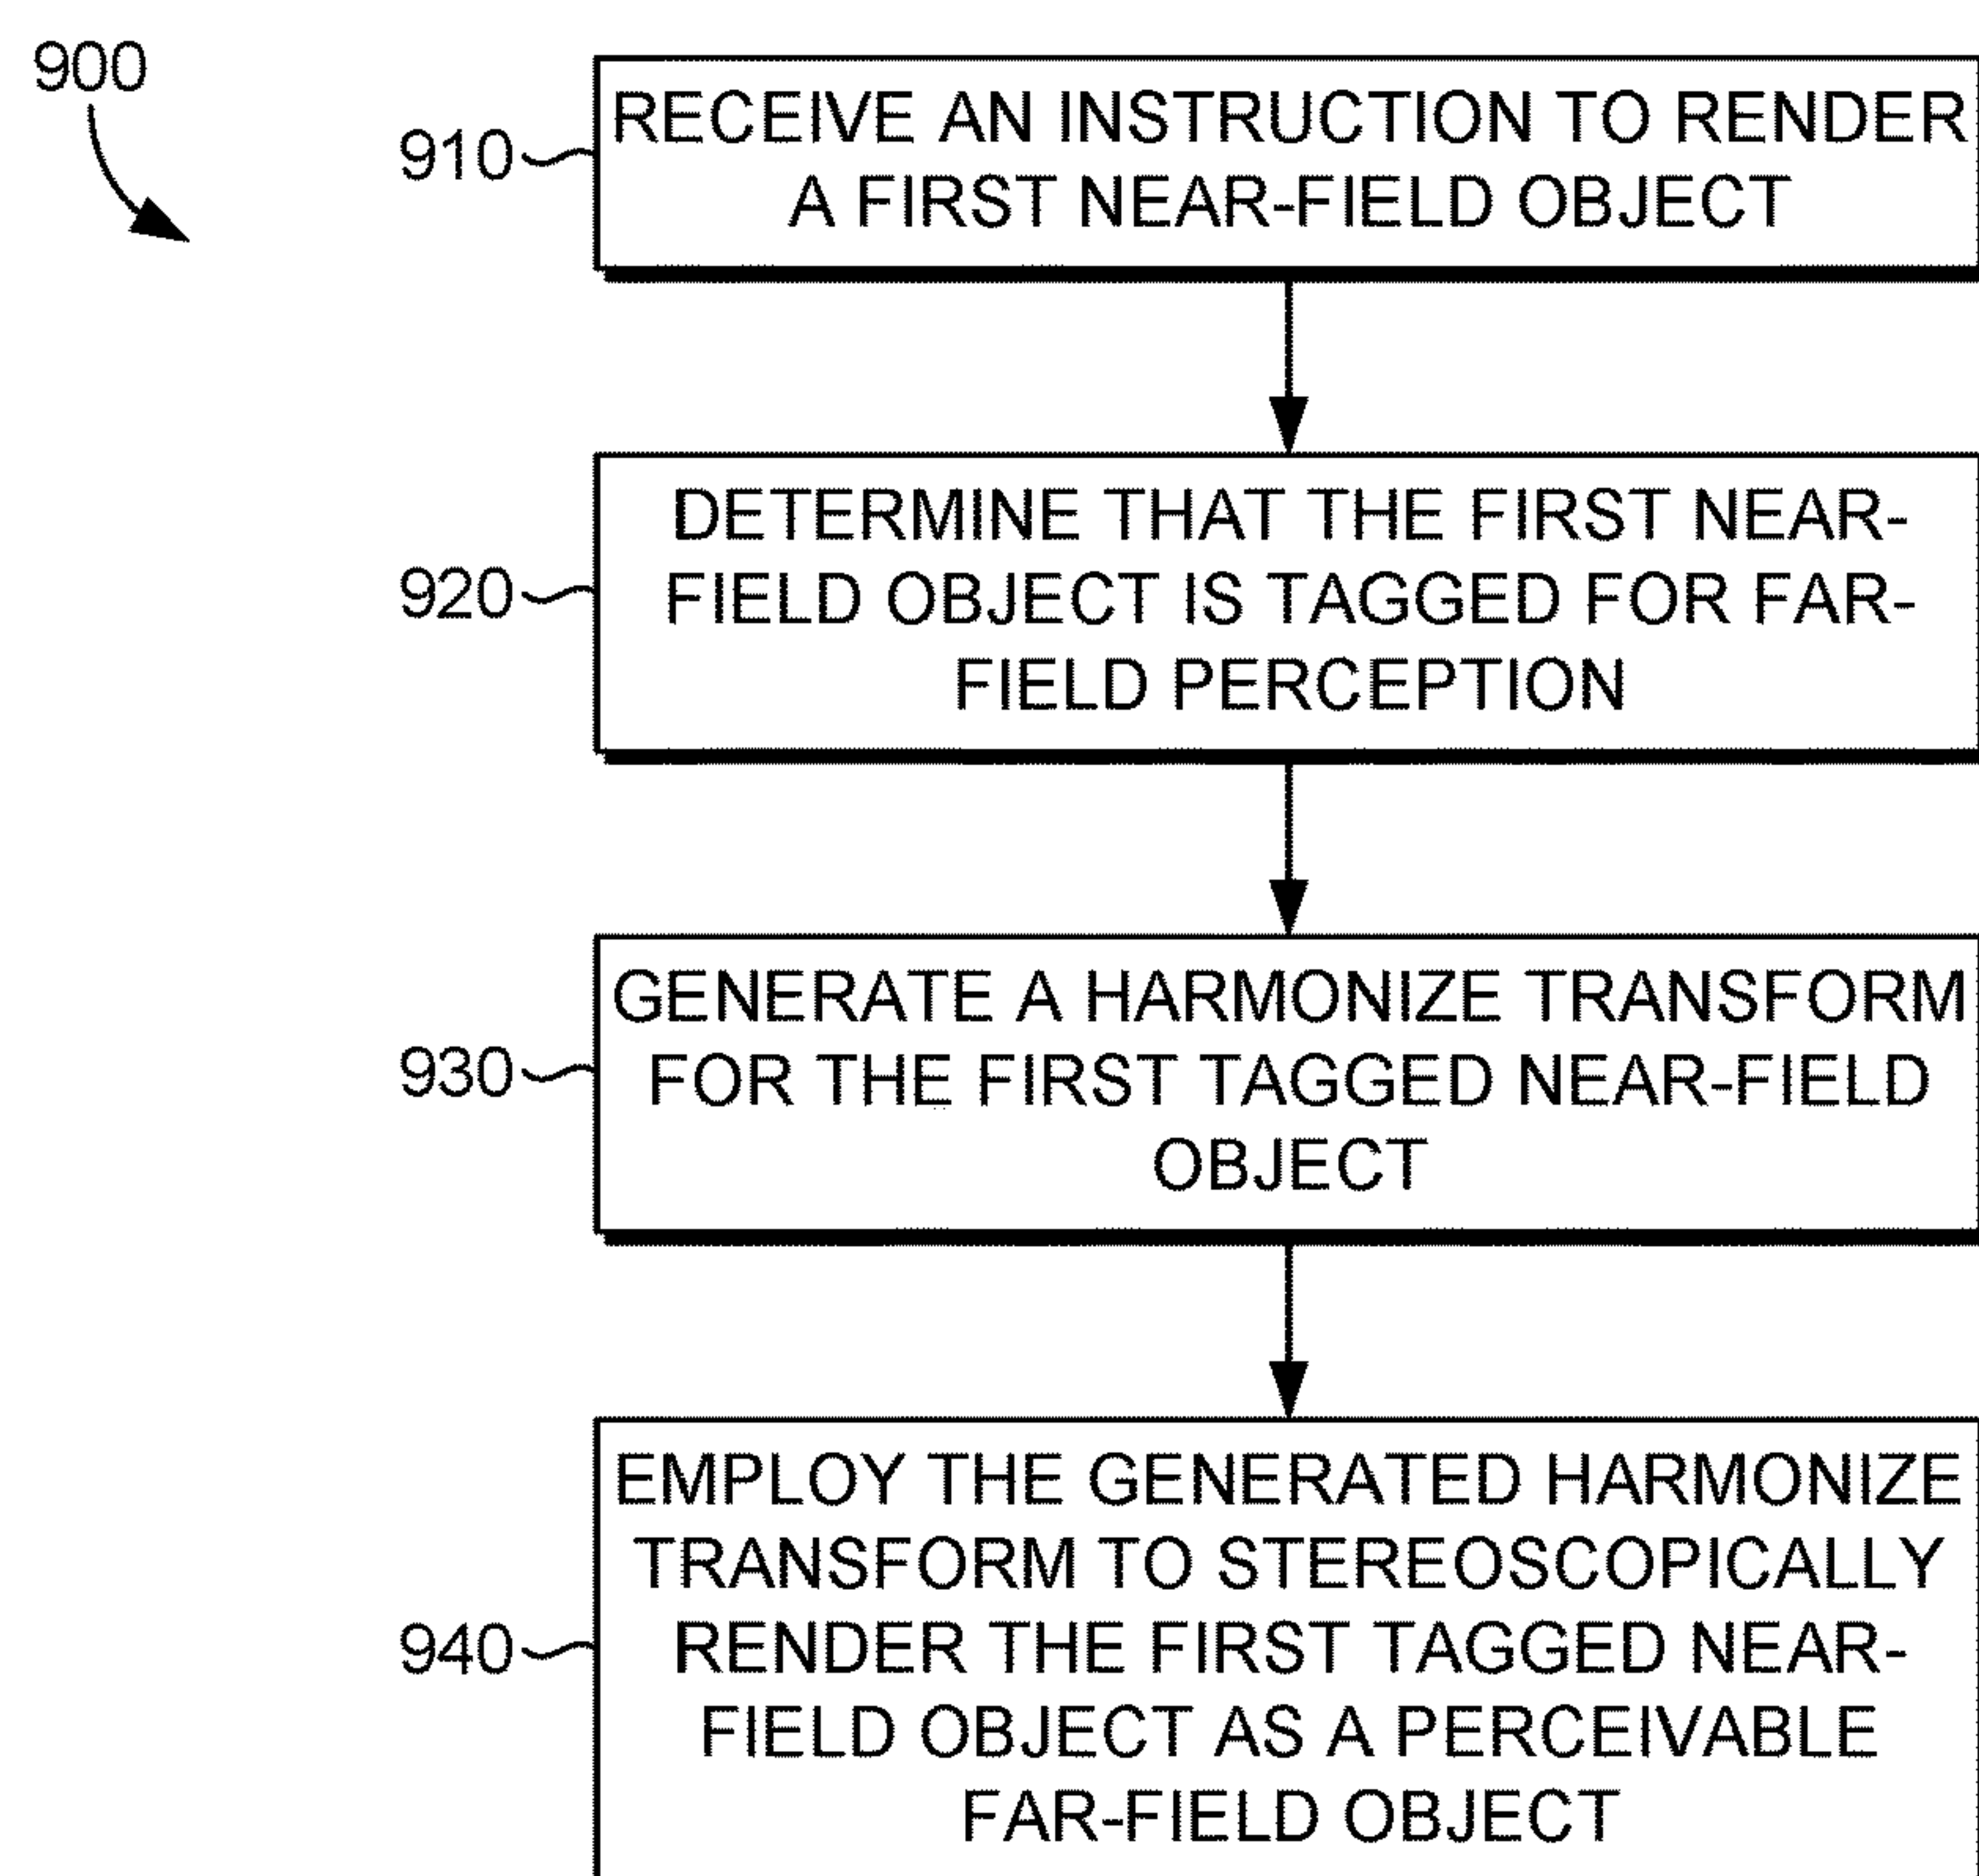 900
910
RECEIVE AN INSTRUCTION TO RENDER
A FIRST NEAR-FIELD OBJECT
920
DETERMINE THAT THE FIRST NEAR-
FIELD OBJECT IS TAGGED FOR FAR-
FIELD PERCEPTION
930
GENERATE A HARMONIZE TRANSFORM
FOR THE FIRST TAGGED NEAR-FIELD
OBJECT
940
EMPLOY THE GENERATED HARMONIZE
TRANSFORM TO STEREOSCOPICALLY
RENDER THE FIRST TAGGED NEAR-
FIELD OBJECT AS A PERCEIVABLE
FAR-FIELD OBJECT